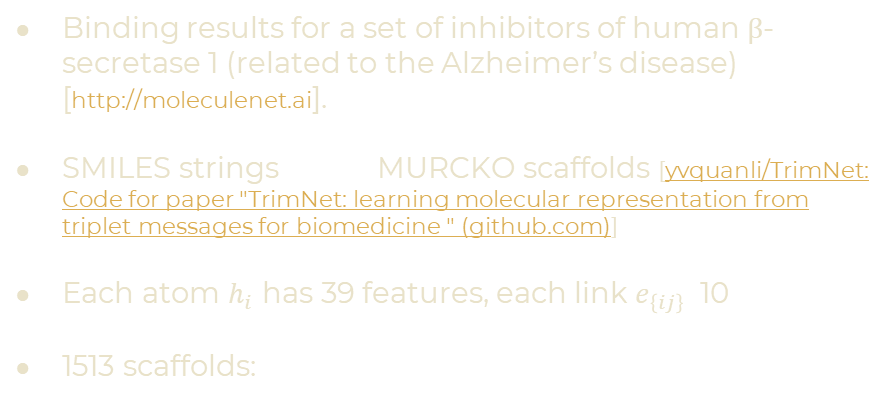 • Binding results for a set of inhibitors of human β-
secretase 1 (related to the Alzheimer’s disease)
[http://moleculenet.ai].
• SMILES strings MURCKO scaffolds [yvquanli/TrimNet:
Code for paper "TrimNet: learning molecular representation from
triplet messages for biomedicine " (github.com)]
• Each atom h_i has 39 features, each link e_{ij} 10
• 1513 scaffolds: